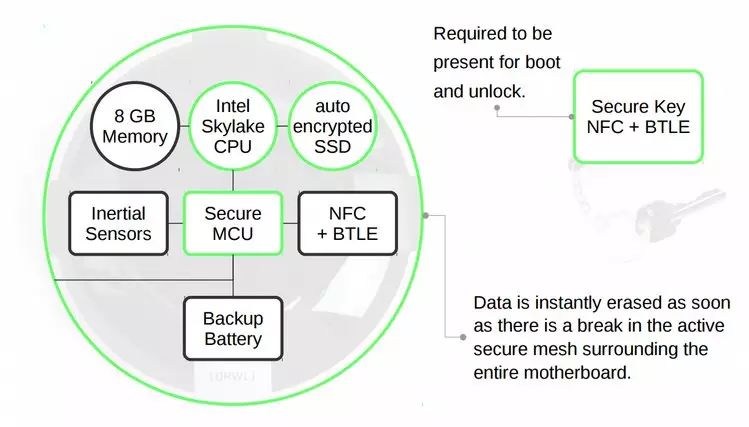 Required to be
present for boot
and unlock.
Secure Key
NFC + BTLE
8 GB
Memory
Intel
Skylake
CPU
auto
encrypted
SSD
Inertial
Sensors
Secure
MCU
NFC
+ BTLE
Backup
Battery
Data is instantly erased as soon
as there is a break in the active
secure mesh surrounding the
entire motherboard.
[ORWL]